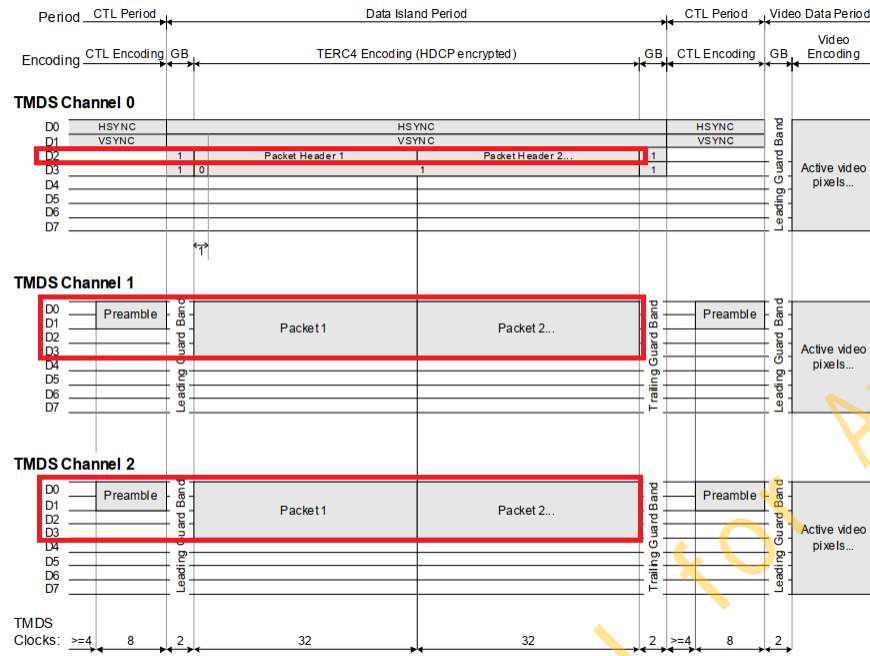 Period CTL Period Data Island Period CTL Period Video Data Period
Encoding CTL Encoding GB TERC4 Encoding (HDCP encrypted) GB CTL Encoding GB Video Encoding
TMDS Channel 0
D0 HSYNC HSYNC HSYNC
D1 VSYNC VSYNC VSYNC
D2 1 Packet Header 1 Packet Header 2... 1
D3 1 0 1 1
D4
D5
D6
D7
Leading Guard Band
Active video
pixels...
1
TMDS Channel 1
D0
D1
D2
D3
D4
D5
D6
D7
Preamble
Leading Guard Band
Packet 1
Packet 2...
Trailing Guard Band
Preamble
Leading Guard Band
Active video
pixels...
TMDS Channel 2
D0
D1
D2
D3
D4
D5
D6
D7
Preamble
Leading Guard Band
Packet 1
Packet 2...
Trailing Guard Band
Preamble
Leading Guard Band
Active video
pixels...
TMDS
Clocks: >=4 8 2 32 32 2 >=4 8 2
for A